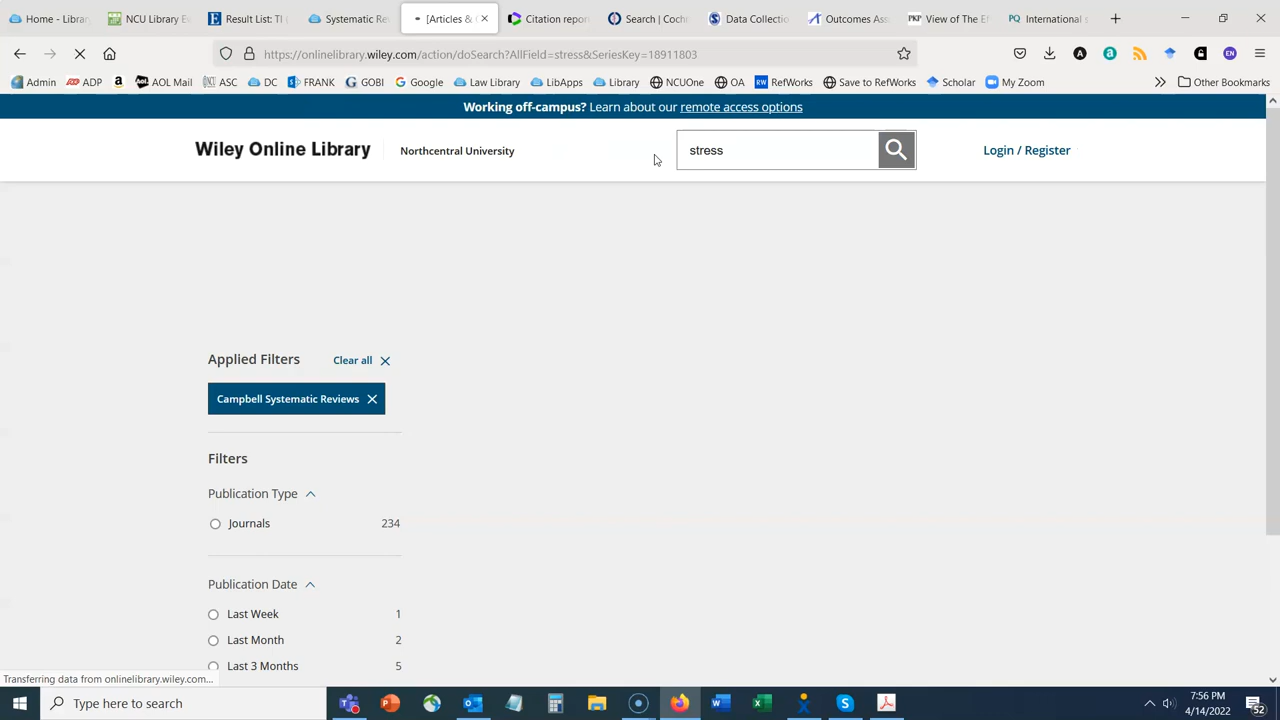 Home - Library
NCU Library E
Result List: TI (
Systematic Re
[Articles & (
Citation repor
Search | Coch
Data Collectio
Outcomes Ass
View of The Ef
International s
https://onlinelibrary.wiley.com/action/doSearch?AllField=stress&SeriesKey=18911803
Admin
ADP
AOL Mail
ASC
DC
FRANK
GOBI
Google
Law Library
LibApps
Library
NCUOne
OA
RefWorks
Save to RefWorks
Scholar
My Zoom
Other Bookmarks
Working off-campus? Learn about our remote access options
Wiley Online Library
Northcentral University
stress
Login / Register
Applied Filters
Clear all
Campbell Systematic Reviews
Filters
Publication Type
Journals 234
Publication Date
Last Week 1
Last Month 2
Last 3 Months 5
Transferring data from onlinelibrary.wiley.com...
Type here to search
7:56 PM
4/14/2022
52